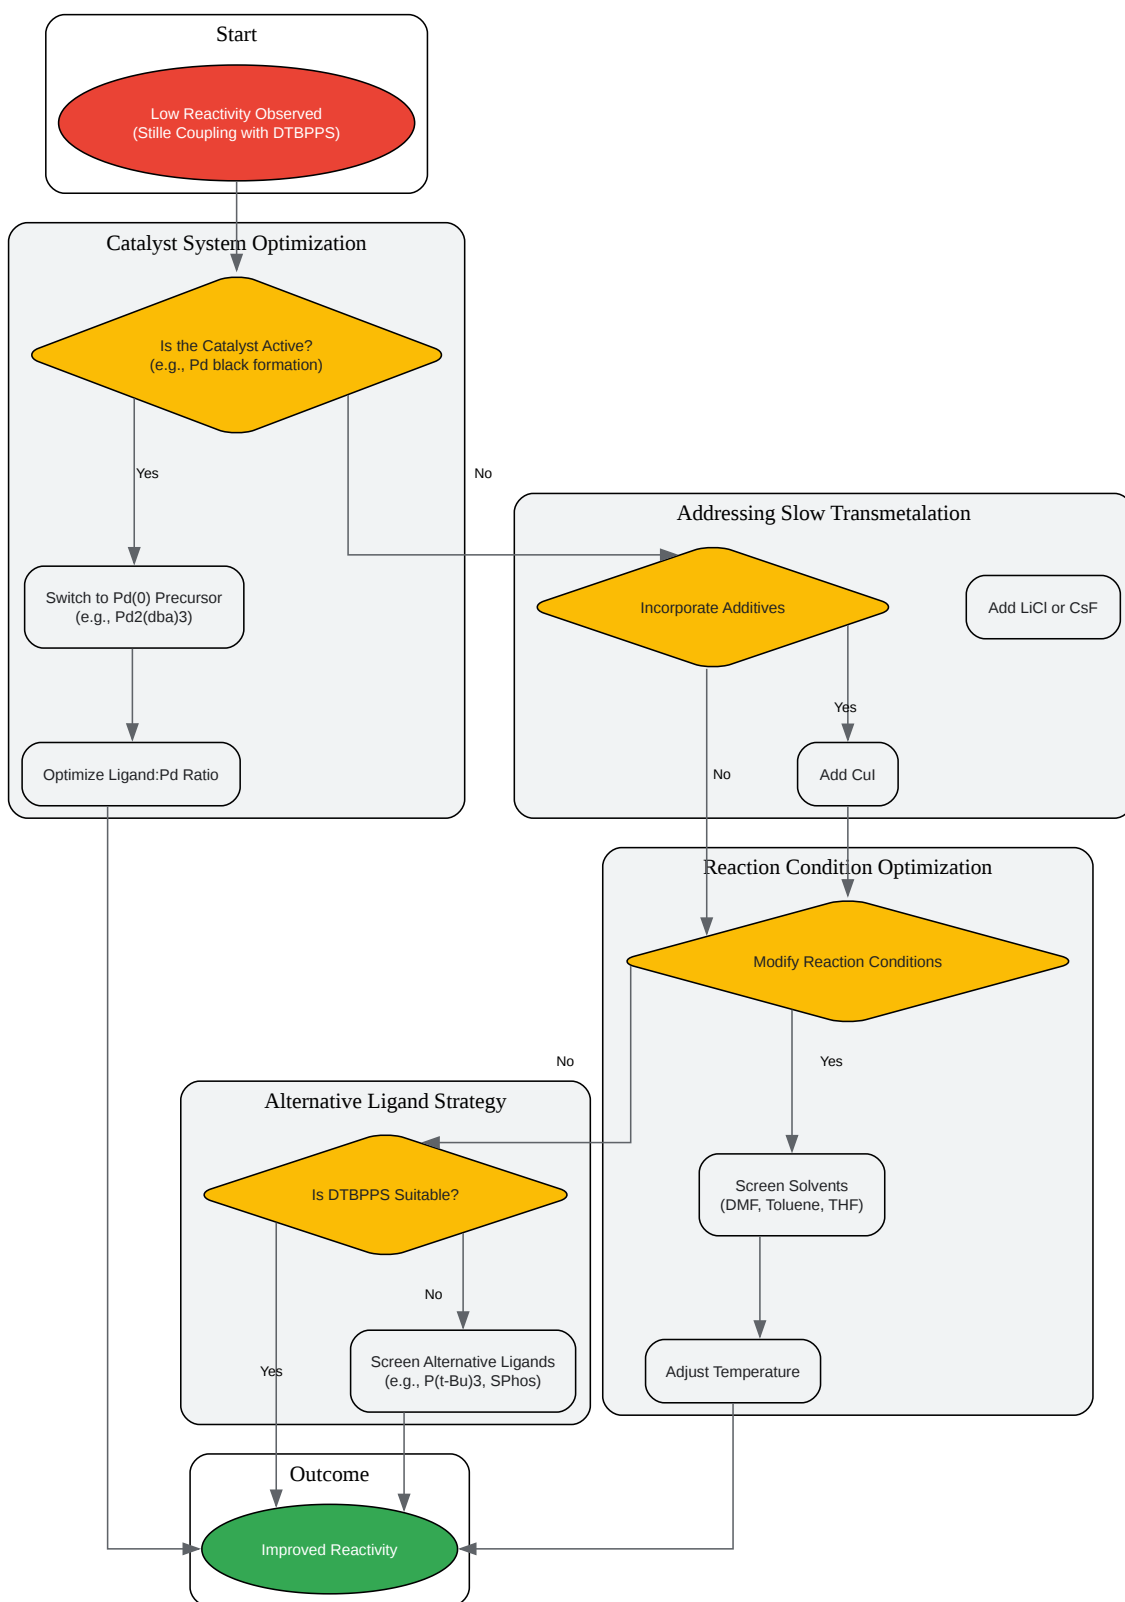 Start
Low Reactivity Observed
(Stille Coupling with DTBPPS)
Catalyst System Optimization
Is the Catalyst Active?
(e.g., Pd black formation)
Yes
No
Switch to Pd(0) Precursor
(e.g., Pd2(dba)3)
Optimize Ligand:Pd Ratio
Addressing Slow Transmetalation
Incorporate Additives
Add LiCl or CsF
Yes
No
Add CuI
Reaction Condition Optimization
Modify Reaction Conditions
No
Yes
Alternative Ligand Strategy
Is DTBPPS Suitable?
Screen Solvents
(DMF, Toluene, THF)
No
Yes
Screen Alternative Ligands
(e.g., P(t-Bu)3, SPhos)
Adjust Temperature
Outcome
Improved Reactivity